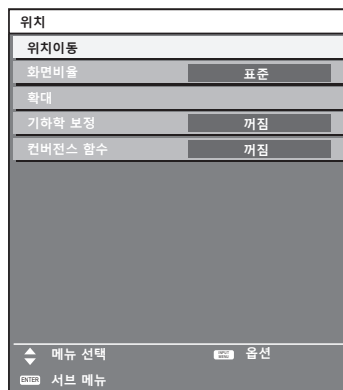 위치
위치이동
화면비율 표준
확대
기하학 보정 꺼짐
컨버전스 함수 꺼짐
메뉴 선택 INPUT MENU 옵션
ENTER 서브 메뉴